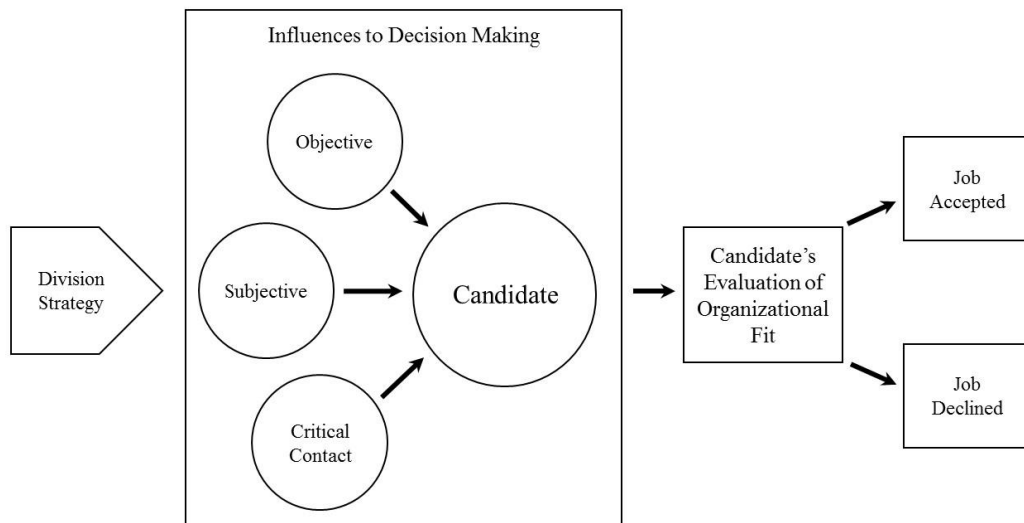 Influences to Decision Making
Division
Strategy
Objective
Subjective
Critical
Contact
Candidate
Candidate’s
Evaluation of
Organizational
Fit
Job
Accepted
Job
Declined